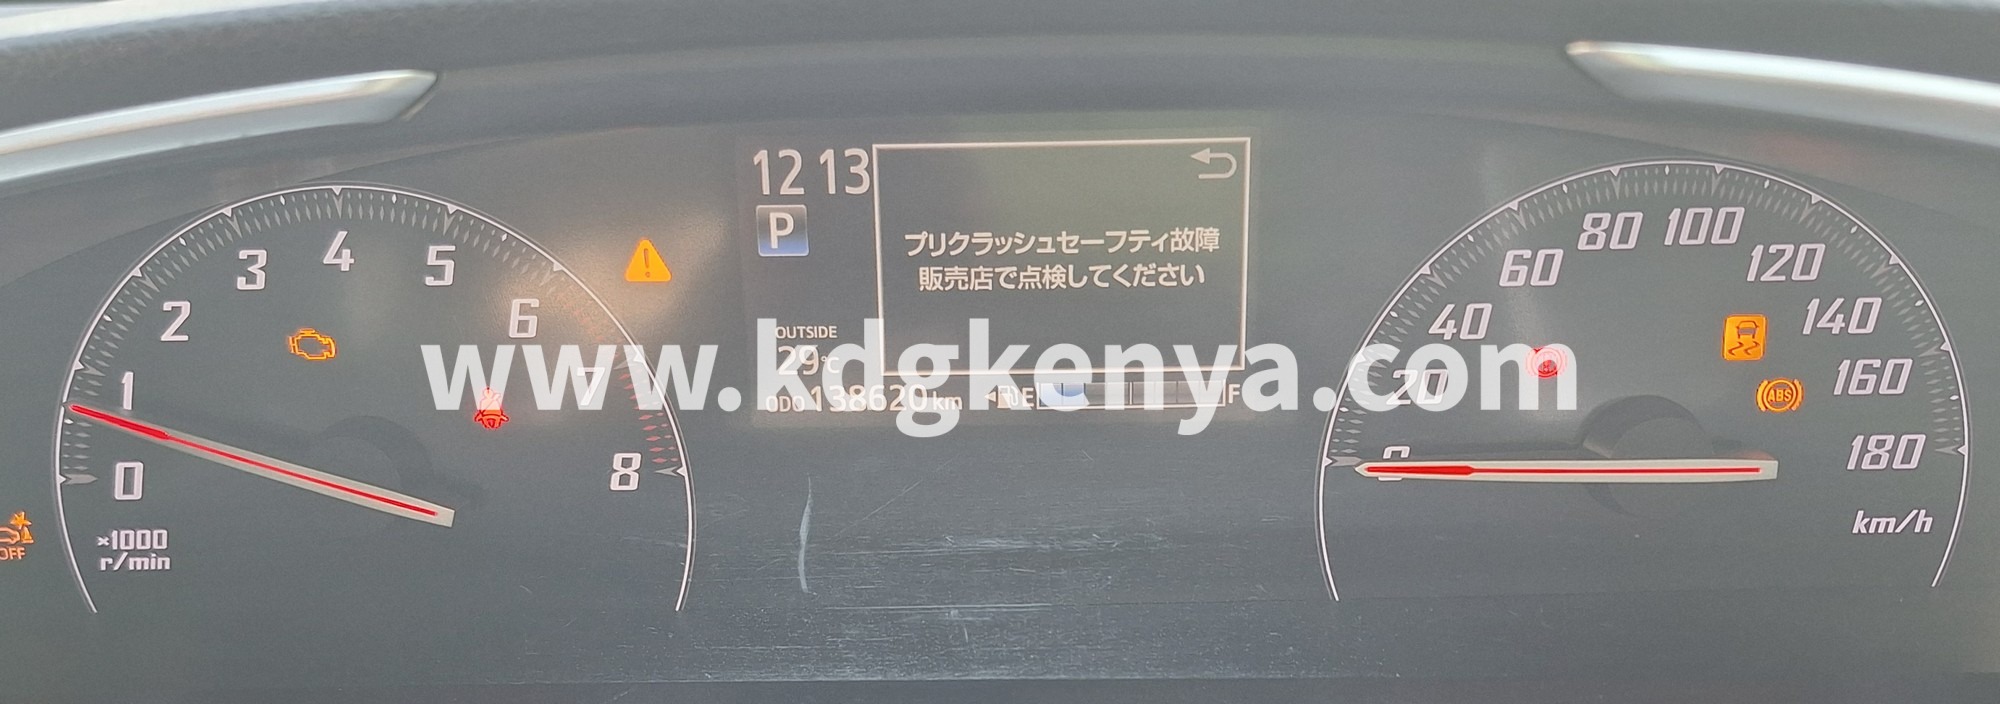 12 13
P
プリクラッシュセーフティ故障
販売店で点検してください
OUTSIDE
29℃
ODO 138620 km
E F
0 1 2 3 4 5 6 7 8
×1000
r/min
OFF
0 20 40 60 80 100 120 140 160 180
km/h
ABS
www.kdgkenya.com